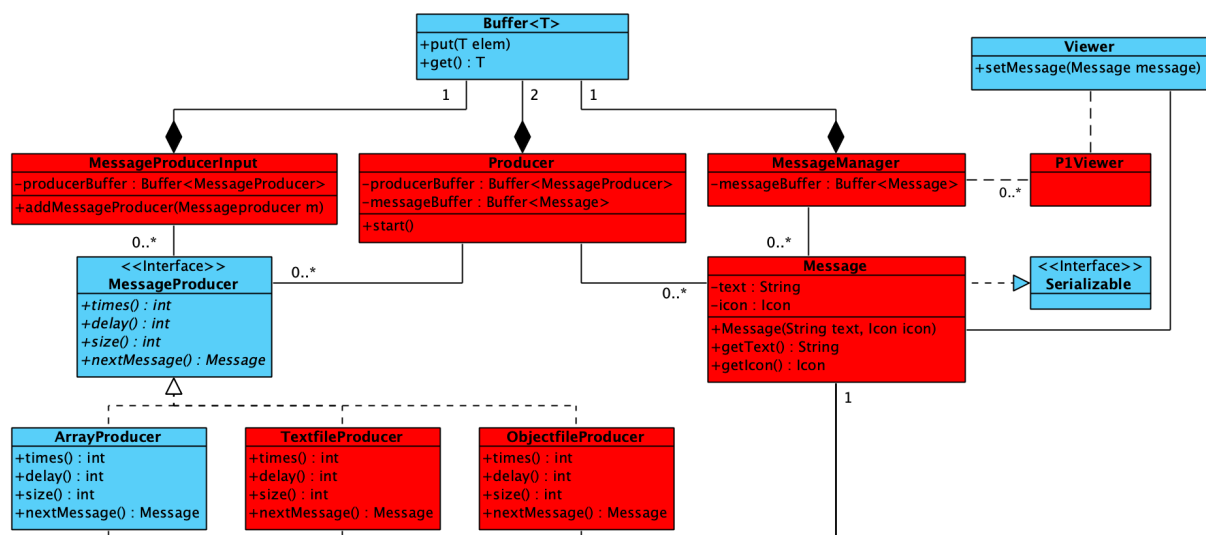 Buffer<T>
+put(T elem)
+get() : T
Viewer
+setMessage(Message message)
1
2
1
MessageProducerInput
-producerBuffer : Buffer<MessageProducer>
+addMessageProducer(Messageproducer m)
Producer
-producerBuffer : Buffer<MessageProducer>
-messageBuffer : Buffer<Message>
+start()
MessageManager
-messageBuffer : Buffer<Message>
P1Viewer
0..*
0..*
0..*
0..*
0..*
<<Interface>>
MessageProducer
+times() : int
+delay() : int
+size() : int
+nextMessage() : Message
Message
-text : String
-icon : Icon
+Message(String text, Icon icon)
+getText() : String
+getIcon() : Icon
<<Interface>>
Serializable
1
ArrayProducer
+times() : int
+delay() : int
+size() : int
+nextMessage() : Message
TextfileProducer
+times() : int
+delay() : int
+size() : int
+nextMessage() : Message
ObjectfileProducer
+times() : int
+delay() : int
+size() : int
+nextMessage() : Message